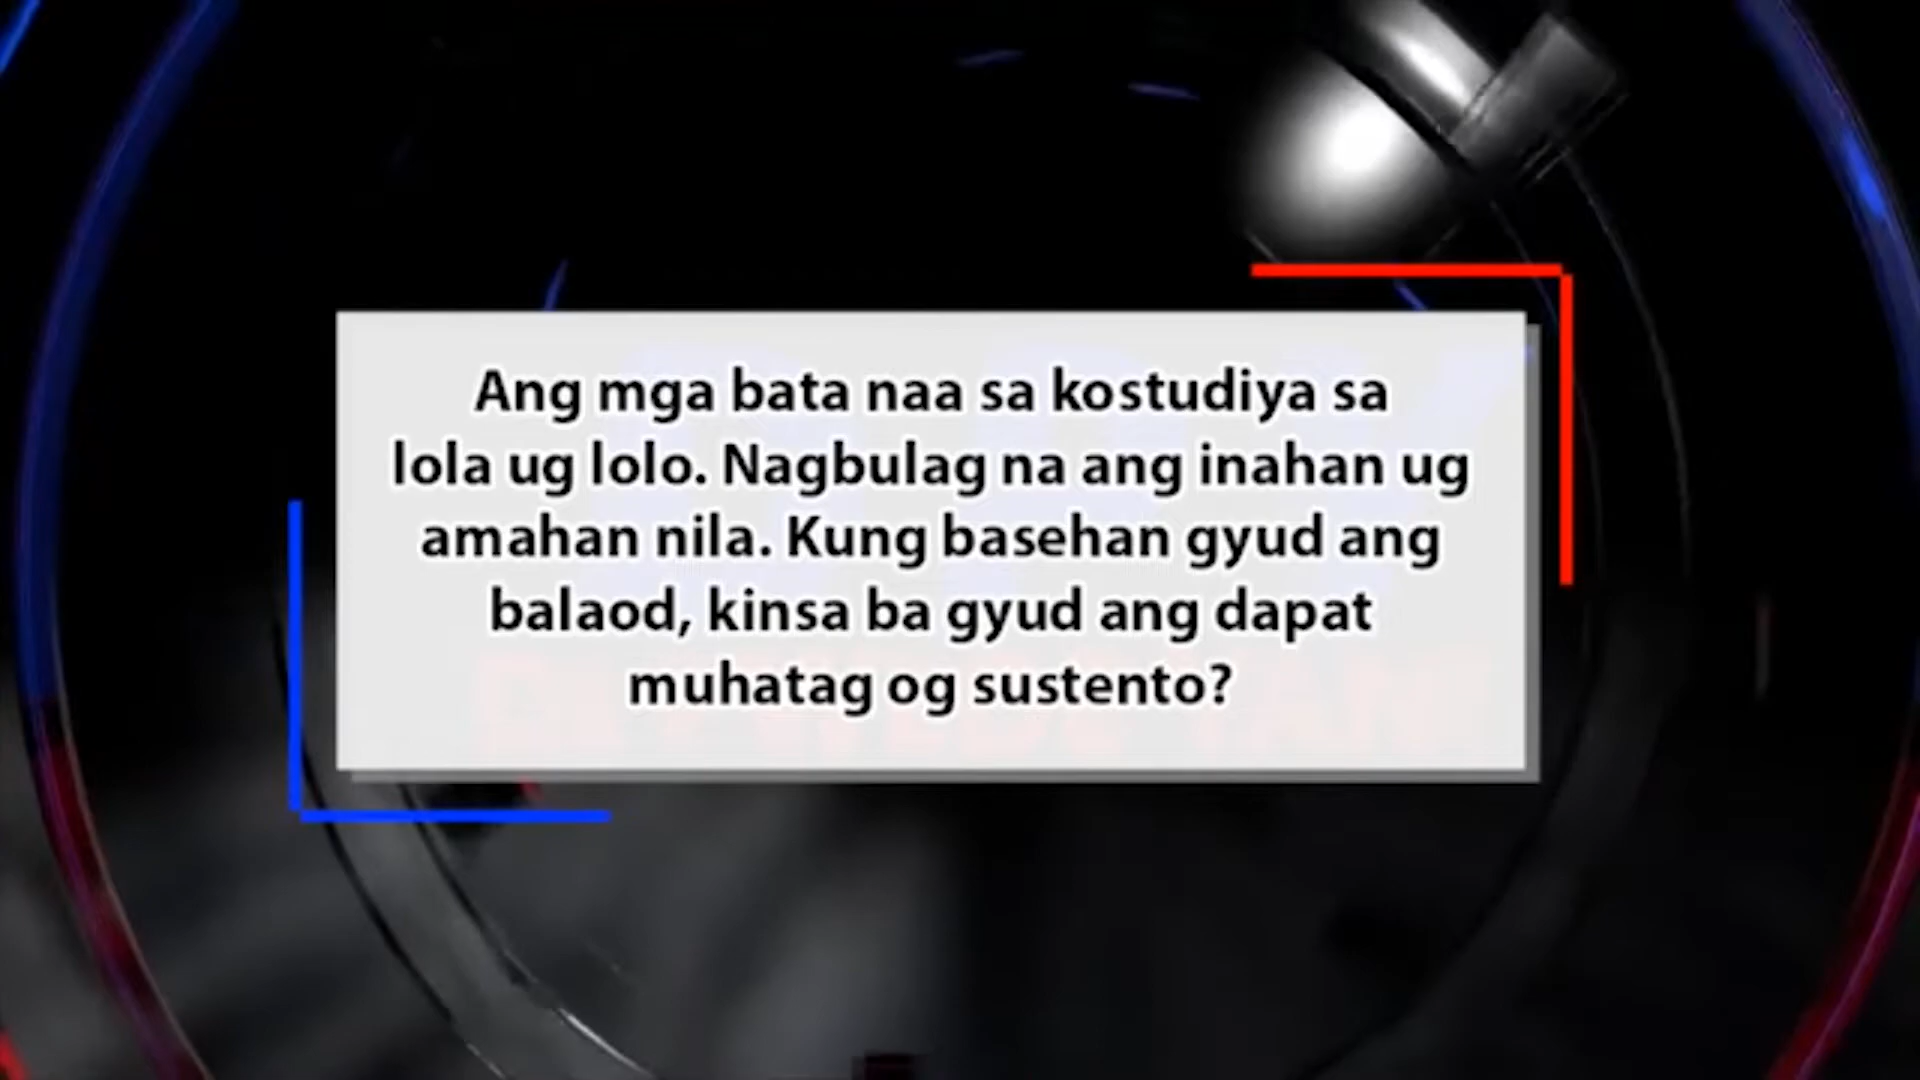 Ang mga bata naa sa kostudiya sa
lola ug lolo. Nagbulag na ang inahan ug
amahan nila. Kung basehan gyud ang
balaod, kinsa ba gyud ang dapat
muhatag og sustento?